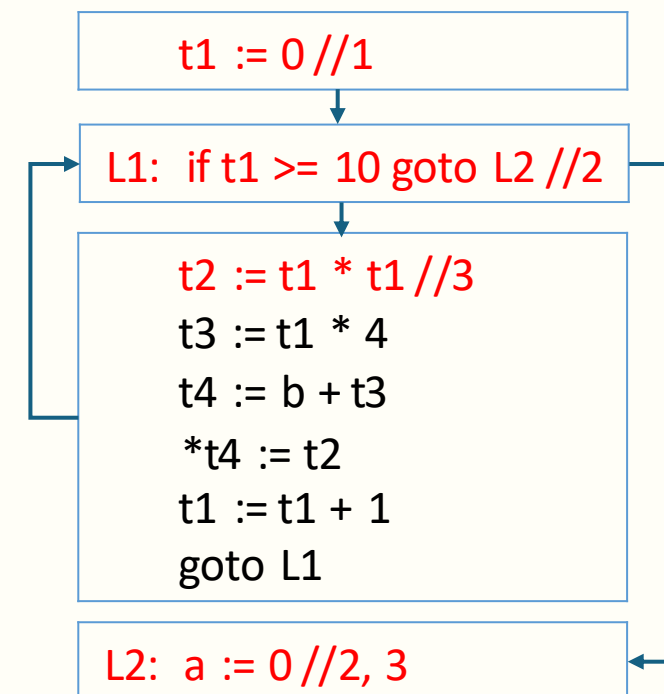 t1 := 0 //1
L1: if t1 >= 10 goto L2 //2
t2 := t1 * t1 //3
t3 := t1 * 4
t4 := b + t3
*t4 := t2
t1 := t1 + 1
goto L1
L2: a := 0 //2, 3